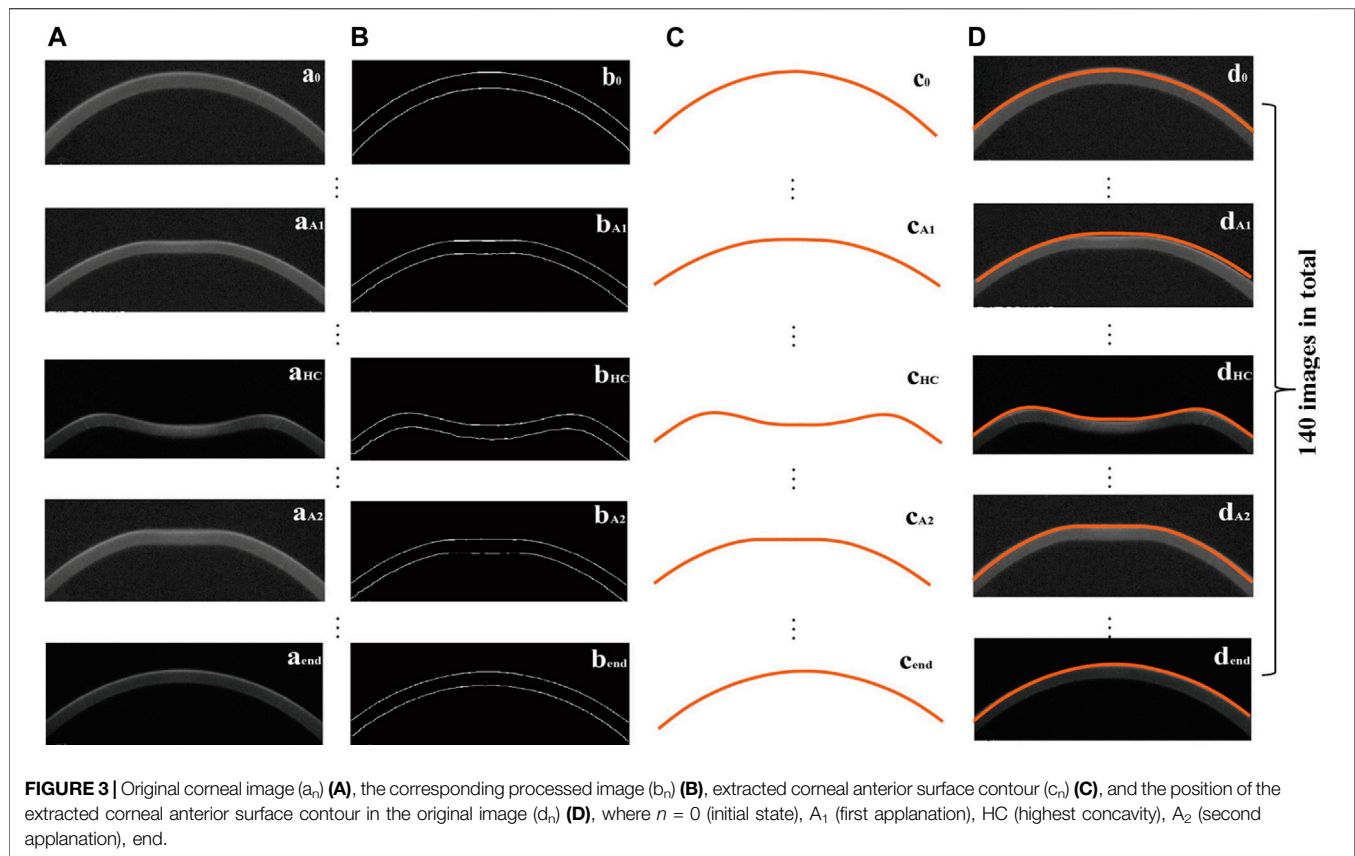 A B C D
a0 b0 c0 d0
aA1 bA1 cA1 dA1
aHC bHC cHC dHC
aA2 bA2 cA2 dA2
aend bend cend dend
140 images in total
FIGURE 3 | Original corneal image (an) (A), the corresponding processed image (bn) (B), extracted corneal anterior surface contour (cn) (C), and the position of the
extracted corneal anterior surface contour in the original image (dn) (D), where n = 0 (initial state), A1 (first applanation), HC (highest concavity), A2 (second
applanation), end.